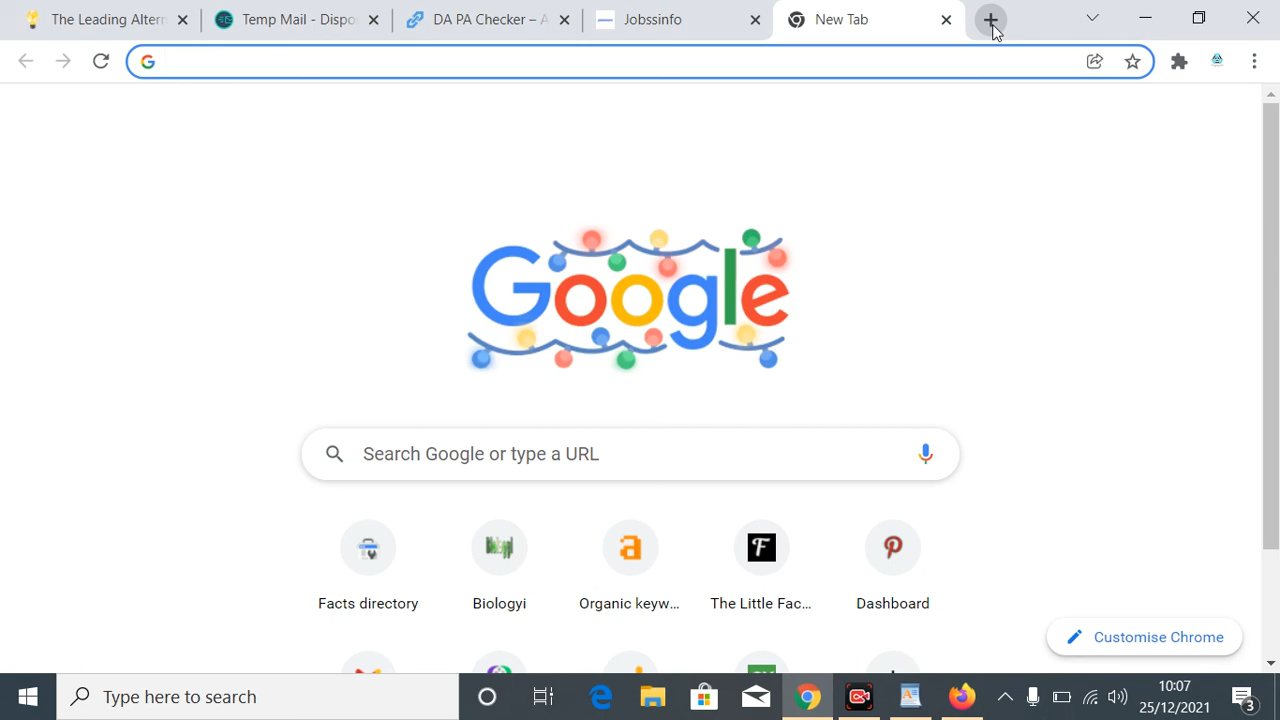 The Leading Altern
Temp Mail - Dispo
DA PA Checker – A
Jobssinfo
New Tab
Google
Search Google or type a URL
Facts directory
Biologyi
Organic keyw...
The Little Fac...
Dashboard
Customise Chrome
Type here to search
10:07
25/12/2021
3